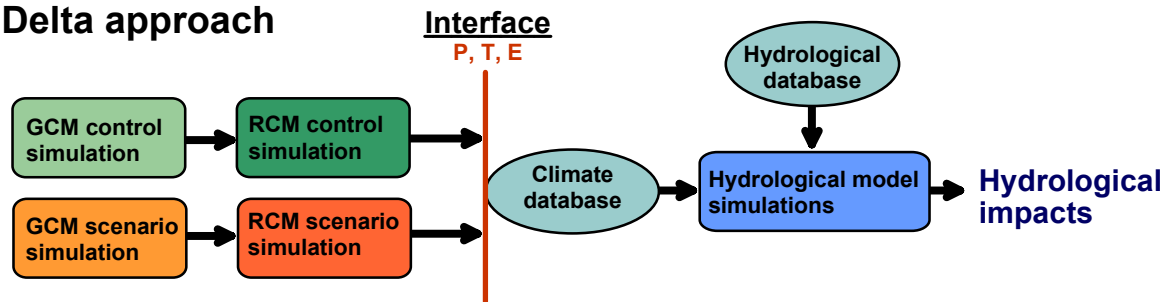 Delta approach
Interface
P, T, E
Hydrological
database
GCM control
simulation
RCM control
simulation
Climate
database
Hydrological model
simulations
Hydrological
impacts
GCM scenario
simulation
RCM scenario
simulation